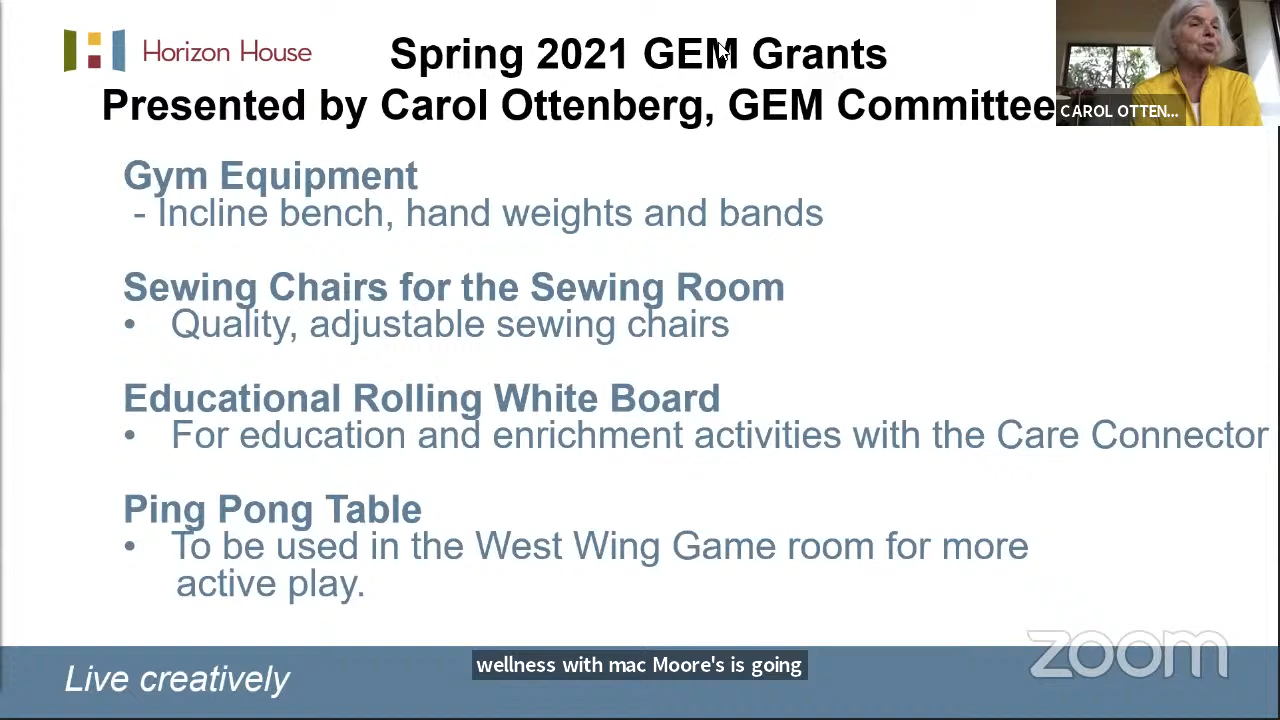 Horizon House
Spring 2021 GEM Grants
Presented by Carol Ottenberg, GEM Committee
CAROL OTTEN...
Gym Equipment
- Incline bench, hand weights and bands
Sewing Chairs for the Sewing Room
• Quality, adjustable sewing chairs
Educational Rolling White Board
• For education and enrichment activities with the Care Connector
Ping Pong Table
• To be used in the West Wing Game room for more
active play.
Live creatively
wellness with mac Moore's is going
zoom